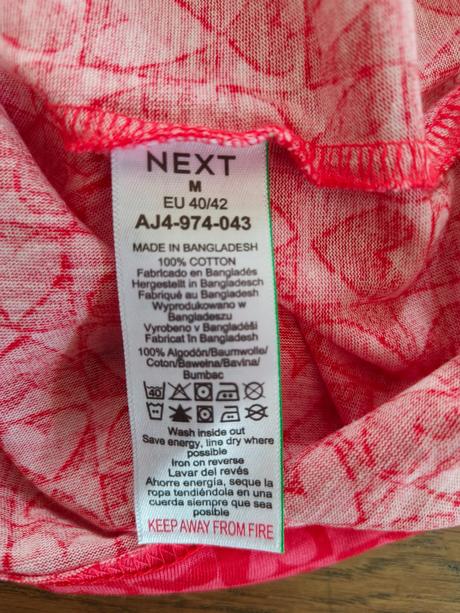 NEXT
M
EU 40/42
AJ4-974-043
MADE IN BANGLADESH
100% COTTON
Fabricado en Bangladés
Hergestellt in Bangladesch
Fabriqué au Bangladesh
Wyprodukowano w
Bangladeszu
Vyrobeno v Bangladéši
Fabricat în Bangladesh
100% Algodón/Baumwolle/
Coton/Bawełna/Bavlna/
Bumbac
40
Wash inside out
Save energy, line dry where
possible
Iron on reverse
Lavar del revés
Ahorre energía, seque la
ropa tendiéndola en una
cuerda siempre que sea
posible
KEEP AWAY FROM FIRE